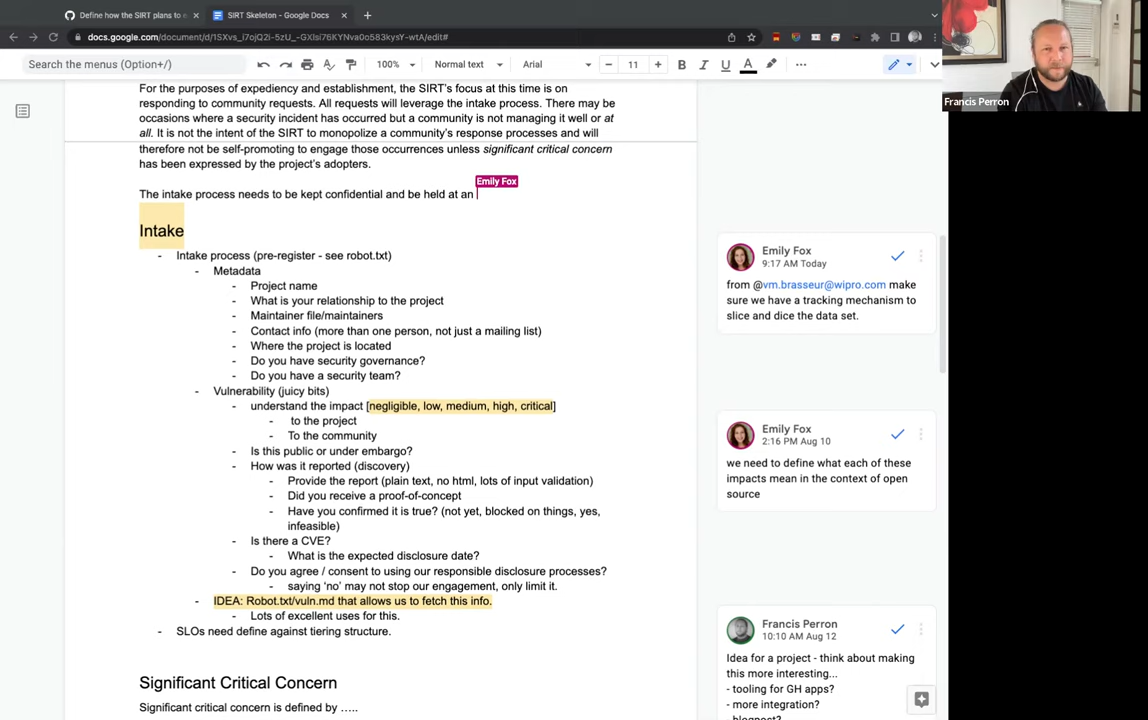 Define how the SIRT plans to e
SIRT Skeleton - Google Docs
docs.google.com/document/d/1SXvs_i7ojQ2i-5zU_-GXlsi76KYNva0o583kysY-wtA/edit#
Search the menus (Option+/)
100%
Normal text
Arial
11
B
I
U
A
Francis Perron
For the purposes of expediency and establishment, the SIRT's focus at this time is on
responding to community requests. All requests will leverage the intake process. There may be
occasions where a security incident has occurred but a community is not managing it well or at
all. It is not the intent of the SIRT to monopolize a community's response processes and will
therefore not be self-promoting to engage those occurrences unless significant critical concern
has been expressed by the project's adopters.
Emily Fox
The intake process needs to be kept confidential and be held at an
Intake
- Intake process (pre-register - see robot.txt)
- Metadata
- Project name
- What is your relationship to the project
- Maintainer file/maintainers
- Contact info (more than one person, not just a mailing list)
- Where the project is located
- Do you have security governance?
- Do you have a security team?
- Vulnerability (juicy bits)
- understand the impact [negligible, low, medium, high, critical]
- to the project
- To the community
- Is this public or under embargo?
- How was it reported (discovery)
- Provide the report (plain text, no html, lots of input validation)
- Did you receive a proof-of-concept
- Have you confirmed it is true? (not yet, blocked on things, yes,
infeasible)
- Is there a CVE?
- What is the expected disclosure date?
- Do you agree / consent to using our responsible disclosure processes?
- saying 'no' may not stop our engagement, only limit it.
- IDEA: Robot.txt/vuln.md that allows us to fetch this info.
- Lots of excellent uses for this.
- SLOs need define against tiering structure.
Significant Critical Concern
Significant critical concern is defined by …..
Emily Fox
9:17 AM Today
from @vm.brasseur@wipro.com make
sure we have a tracking mechanism to
slice and dice the data set.
Emily Fox
2:16 PM Aug 10
we need to define what each of these
impacts mean in the context of open
source
Francis Perron
10:10 AM Aug 12
Idea for a project - think about making
this more interesting...
- tooling for GH apps?
- more integration?
- blogpost?